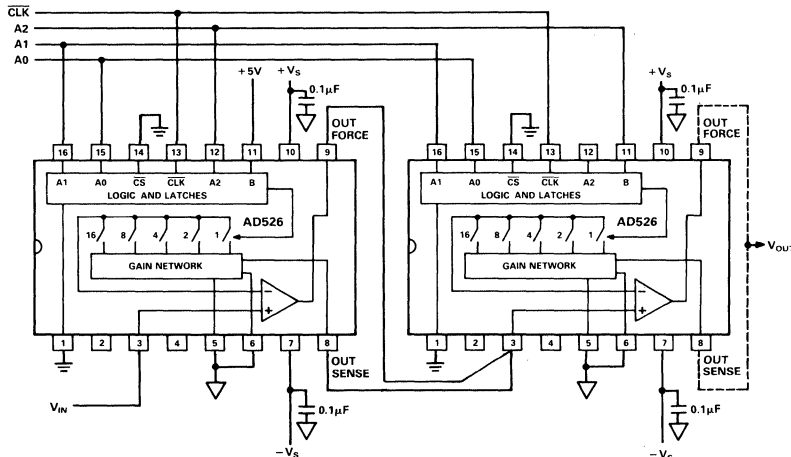 CLK
A2
A1
A0
+5V
+VS
0.1μF
OUT
FORCE
+VS
0.1μF
OUT
FORCE
16 15 14 13 12 11 10 9
16 15 14 13 12 11 10 9
A1 A0 CS CLK A2 B
A1 A0 CS CLK A2 B
LOGIC AND LATCHES
LOGIC AND LATCHES
AD526
AD526
16 8 4 2 1
16 8 4 2 1
VOUT
GAIN NETWORK
GAIN NETWORK
−
+
−
+
1 2 3 4 5 6 7 8
1 2 3 4 5 6 7 8
OUT
SENSE
OUT
SENSE
VIN
0.1μF
0.1μF
−VS
−VS